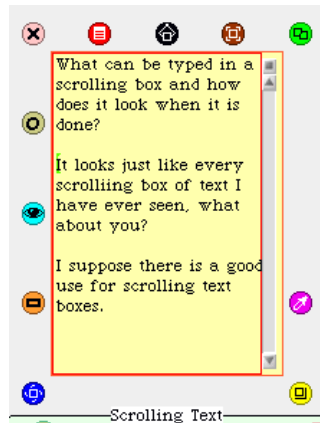 What can be typed in a
scrolling box and how
does it look when it is
done?
It looks just like every
scrolliing box of text I
have ever seen, what
about you?
I suppose there is a good
use for scrolling text
boxes.
Scrolling Text